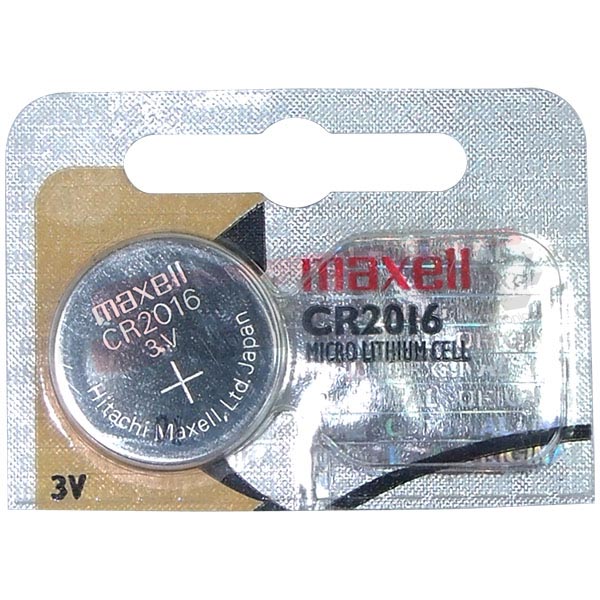 maxell
CR2016
3V
+
Hitachi Maxell, Ltd. Japan
maxell
CR2016
MICRO LITHIUM CELL
3V